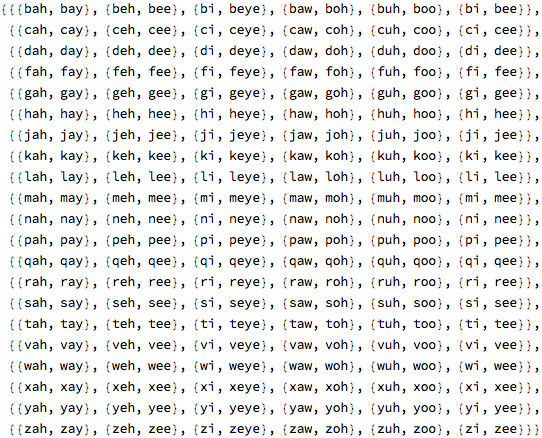 {{{bah, bay}, {beh, bee}, {bi, beye}, {baw, boh}, {buh, boo}, {bi, bee}},
{{cah, cay}, {ceh, cee}, {ci, ceye}, {caw, coh}, {cuh, coo}, {ci, cee}},
{{dah, day}, {deh, dee}, {di, deye}, {daw, doh}, {duh, doo}, {di, dee}},
{{fah, fay}, {feh, fee}, {fi, feye}, {faw, foh}, {fuh, foo}, {fi, fee}},
{{gah, gay}, {geh, gee}, {gi, geye}, {gaw, goh}, {guh, goo}, {gi, gee}},
{{hah, hay}, {heh, hee}, {hi, heye}, {haw, hoh}, {huh, hoo}, {hi, hee}},
{{jah, jay}, {jeh, jee}, {ji, jeye}, {jaw, joh}, {juh, joo}, {ji, jee}},
{{kah, kay}, {keh, kee}, {ki, keye}, {kaw, koh}, {kuh, koo}, {ki, kee}},
{{lah, lay}, {leh, lee}, {li, leye}, {law, loh}, {luh, loo}, {li, lee}},
{{mah, may}, {meh, mee}, {mi, meye}, {maw, moh}, {muh, moo}, {mi, mee}},
{{nah, nay}, {neh, nee}, {ni, neye}, {naw, noh}, {nuh, noo}, {ni, nee}},
{{pah, pay}, {peh, pee}, {pi, peye}, {paw, poh}, {puh, poo}, {pi, pee}},
{{qah, qay}, {qeh, qee}, {qi, qeye}, {qaw, qoh}, {quh, qoo}, {qi, qee}},
{{rah, ray}, {reh, ree}, {ri, reye}, {raw, roh}, {ruh, roo}, {ri, ree}},
{{sah, say}, {seh, see}, {si, seye}, {saw, soh}, {suh, soo}, {si, see}},
{{tah, tay}, {teh, tee}, {ti, teye}, {taw, toh}, {tuh, too}, {ti, tee}},
{{vah, vay}, {veh, vee}, {vi, veye}, {vaw, voh}, {vuh, voo}, {vi, vee}},
{{wah, way}, {weh, wee}, {wi, weye}, {waw, woh}, {wuh, woo}, {wi, wee}},
{{xah, xay}, {xeh, xee}, {xi, xeye}, {xaw, xoh}, {xuh, xoo}, {xi, xee}},
{{yah, yay}, {yeh, yee}, {yi, yeye}, {yaw, yoh}, {yuh, yoo}, {yi, yee}},
{{zah, zay}, {zeh, zee}, {zi, zeye}, {zaw, zoh}, {zuh, zoo}, {zi, zee}}}